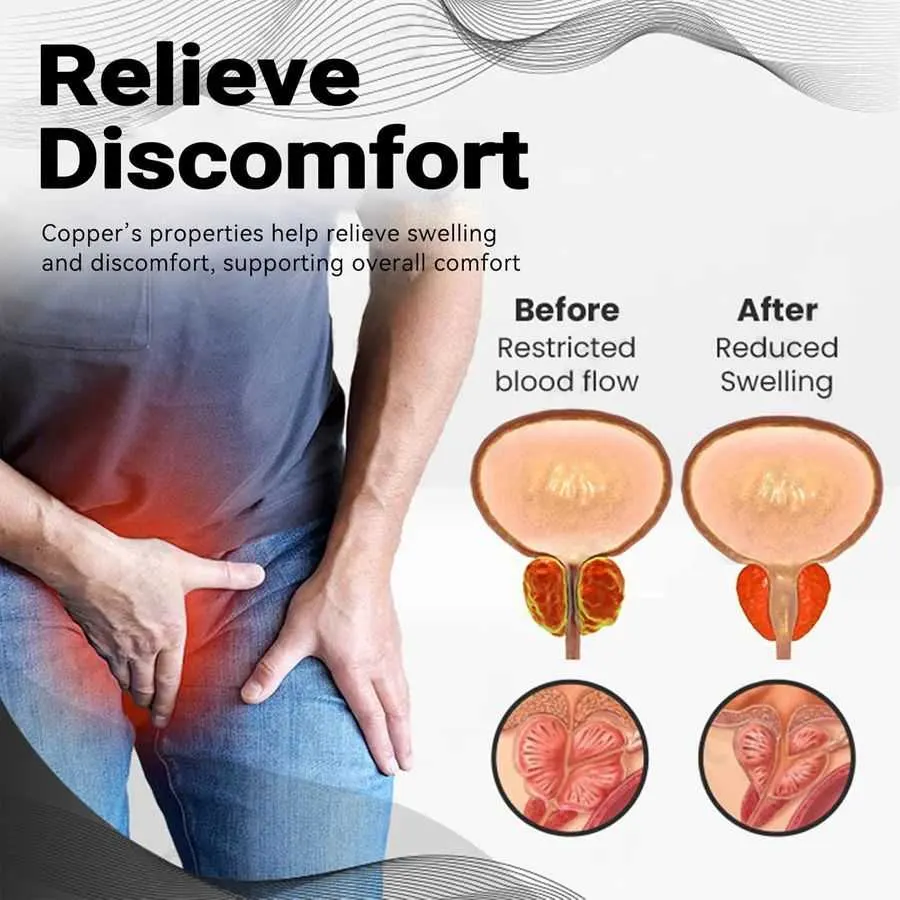 Relieve
Discomfort
Copper’s properties help relieve swelling
and discomfort, supporting overall comfort
Before
Restricted
blood flow
After
Reduced
Swelling